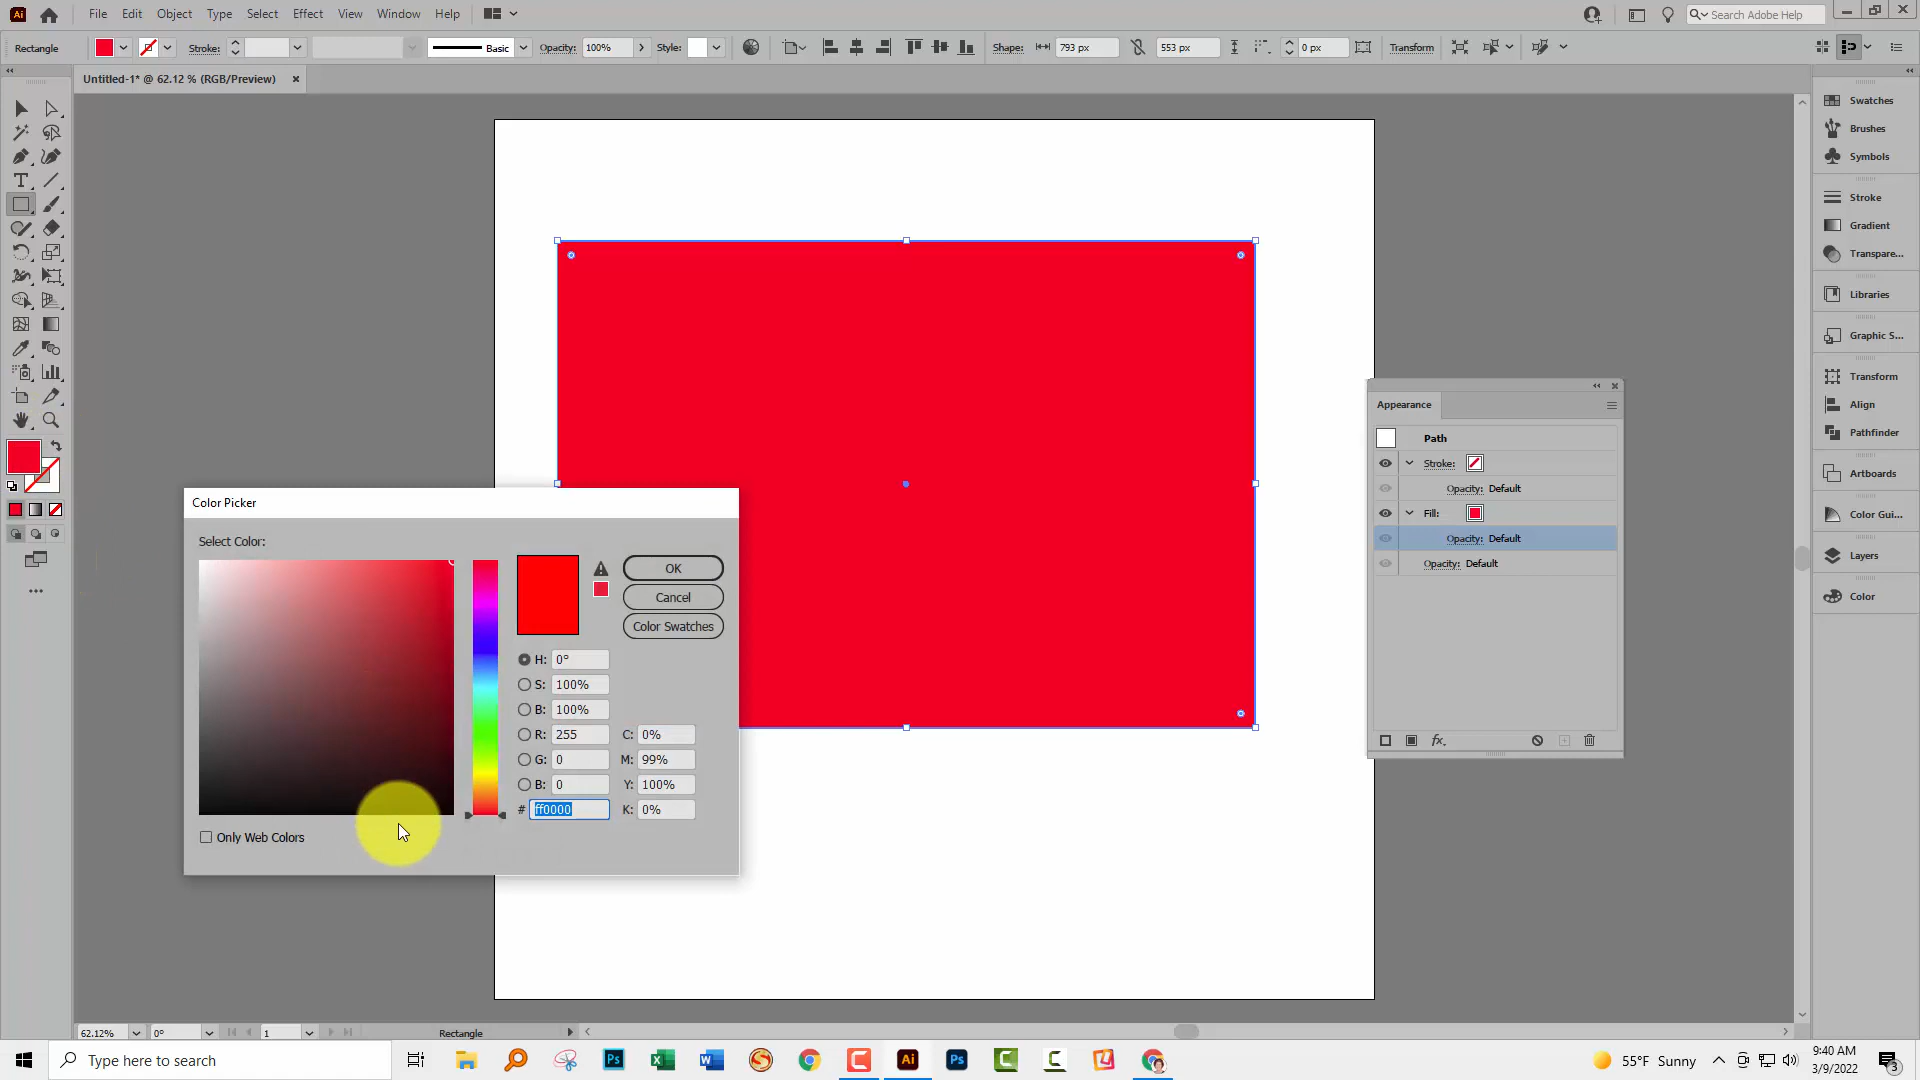 File Edit Object Type Select Effect View Window Help
Search Adobe Help
Rectangle
Stroke:
Basic
Opacity: 100%
Style:
Shape:
793 px
553 px
0 px
Transform
Untitled-1* @ 62.12 % (RGB/Preview)
Swatches
Brushes
Symbols
Stroke
Gradient
Transpare...
Libraries
Graphic S...
Transform
Align
Pathfinder
Artboards
Color Gui...
Layers
Color
Appearance
Path
Stroke:
Opacity: Default
Fill:
Opacity: Default
Opacity: Default
fx
Color Picker
Select Color:
OK
Cancel
Color Swatches
H: 0°
S: 100%
B: 100%
R: 255 C: 0%
G: 0 M: 99%
B: 0 Y: 100%
# ff0000 K: 0%
Only Web Colors
62.12% 0° 1 Rectangle
Type here to search
55°F Sunny
9:40 AM
3/9/2022
3